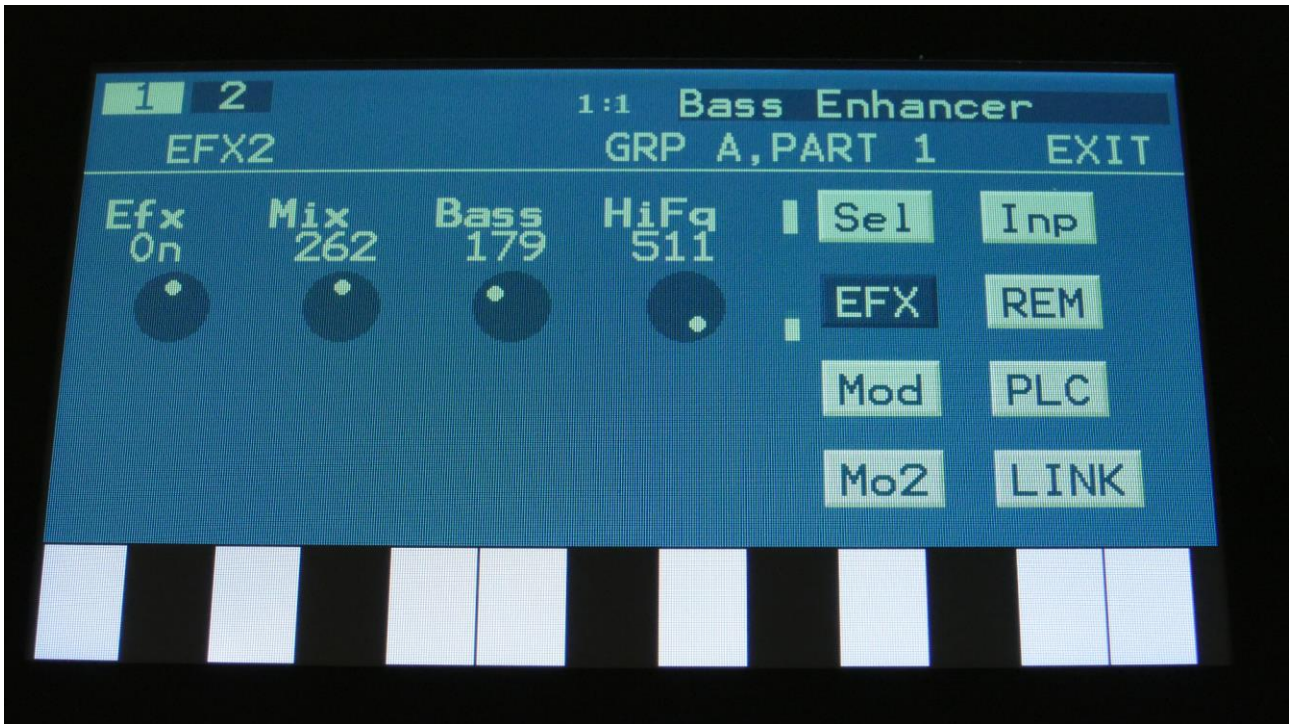 1 2 1:1 Bass Enhancer
EFX2 GRP A,PART 1 EXIT
Efx Mix Bass HiFq Sel Inp
On 262 179 511
EFX REM
Mod PLC
Mo2 LINK